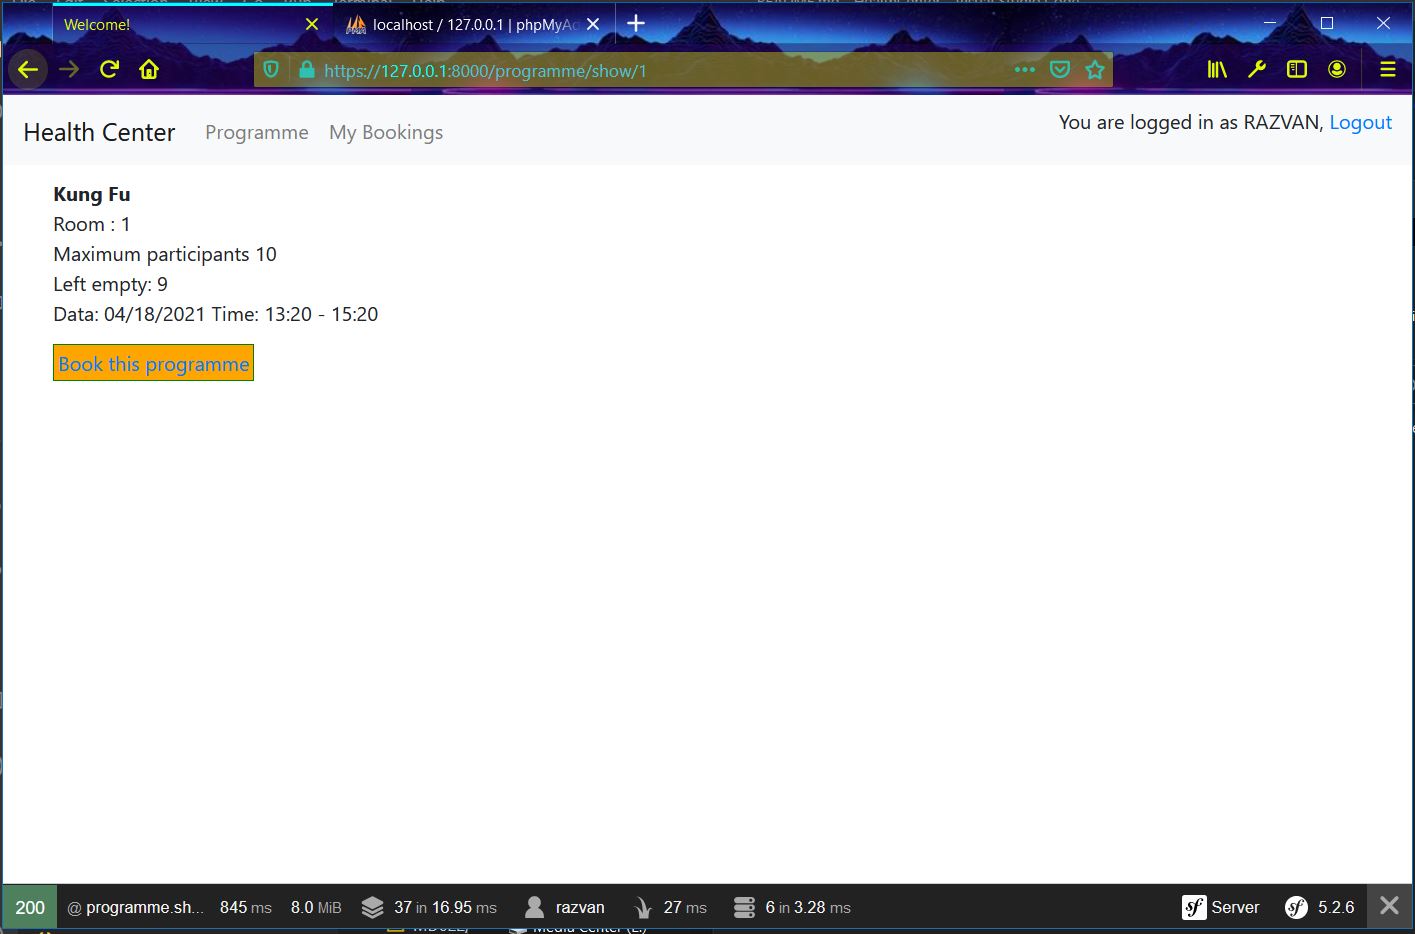 Welcome!
localhost / 127.0.0.1 | phpMyAd
https://127.0.0.1:8000/programme/show/1
Health Center Programme My Bookings
You are logged in as RAZVAN, Logout
Kung Fu
Room : 1
Maximum participants 10
Left empty: 9
Data: 04/18/2021 Time: 13:20 - 15:20
Book this programme
200 @ programme.sh... 845 ms 8.0 MiB 37 in 16.95 ms razvan 27 ms 6 in 3.28 ms sf Server sf 5.2.6